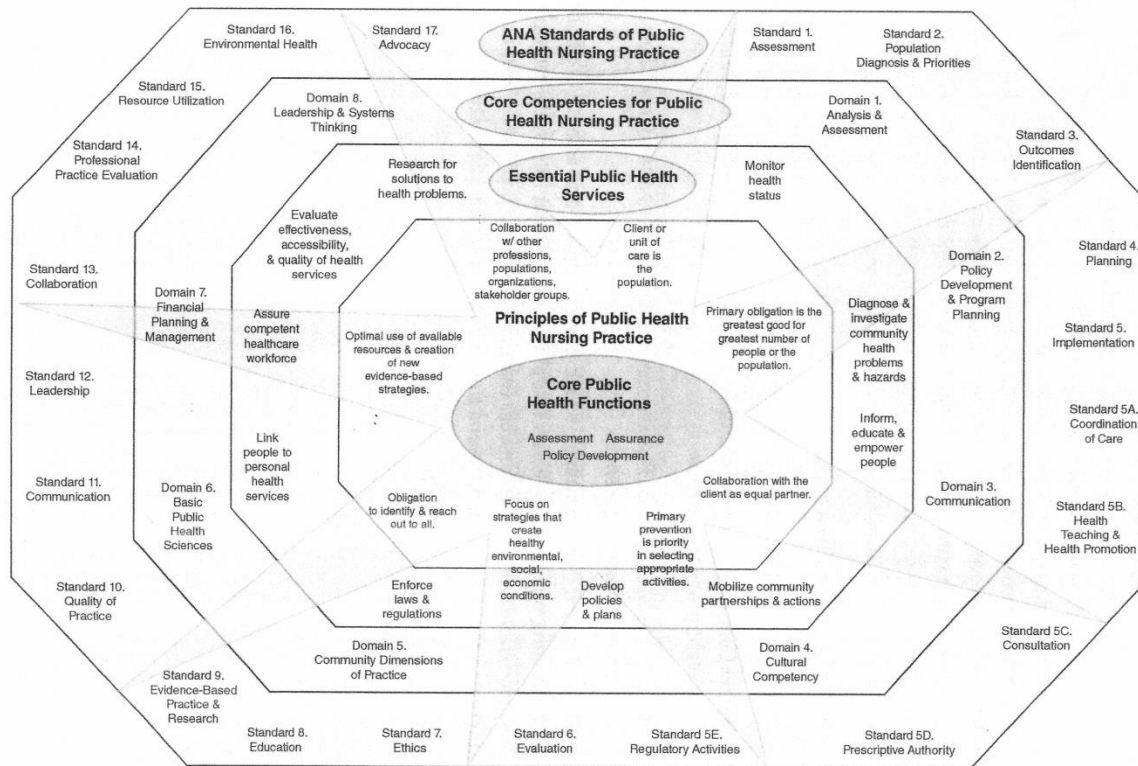 ANA Standards of Public
Health Nursing Practice
Standard 1.
Assessment
Standard 2.
Population
Diagnosis & Priorities
Standard 3.
Outcomes
Identification
Standard 4.
Planning
Standard 5.
Implementation
Standard 5A.
Coordination
of Care
Standard 5B.
Health
Teaching
& Health Promotion
Standard 5C.
Consultation
Standard 5D.
Prescriptive Authority
Standard 5E.
Regulatory Activities
Standard 6.
Evaluation
Standard 7.
Ethics
Standard 8.
Education
Standard 9.
Evidence-Based
Practice &
Research
Standard 10.
Quality of
Practice
Standard 11.
Communication
Standard 12.
Leadership
Standard 13.
Collaboration
Standard 14.
Professional
Practice Evaluation
Standard 15.
Resource Utilization
Standard 16.
Environmental Health
Standard 17.
Advocacy
Core Competencies for Public
Health Nursing Practice
Domain 1.
Analysis &
Assessment
Domain 2.
Policy
Development
& Program
Planning
Domain 3.
Communication
Domain 4.
Cultural
Competency
Domain 5.
Community Dimensions
of Practice
Domain 6.
Basic
Public
Health
Sciences
Domain 7.
Financial
Planning &
Management
Domain 8.
Leadership & Systems
Thinking
Essential Public Health
Services
Monitor
health
status
Diagnose &
investigate
community
health
problems
& hazards
Inform,
educate &
empower
people
Mobilize community
partnerships & actions
Develop
policies
& plans
Enforce
laws &
regulations
Link
people to
personal
health
services
Assure
competent
healthcare
workforce
Evaluate
effectiveness,
accessibility,
& quality of health
services
Research for
solutions to
health problems.
Principles of Public Health
Nursing Practice
Client or
unit of
care is
the
population.
Primary obligation is the
greatest good for
greatest number of
people or the
population.
Collaboration with the
client as equal partner.
Primary
prevention
is priority
in selecting
appropriate
activities.
Focus on
strategies that
create
healthy
environmental,
social,
economic
conditions.
Obligation
to identify & reach
out to all.
Optimal use of available
resources & creation
of new
evidence-based
strategies.
Collaboration
w/ other
professions,
populations,
organizations,
stakeholder groups.
Core Public
Health Functions
Assessment Assurance
Policy Development